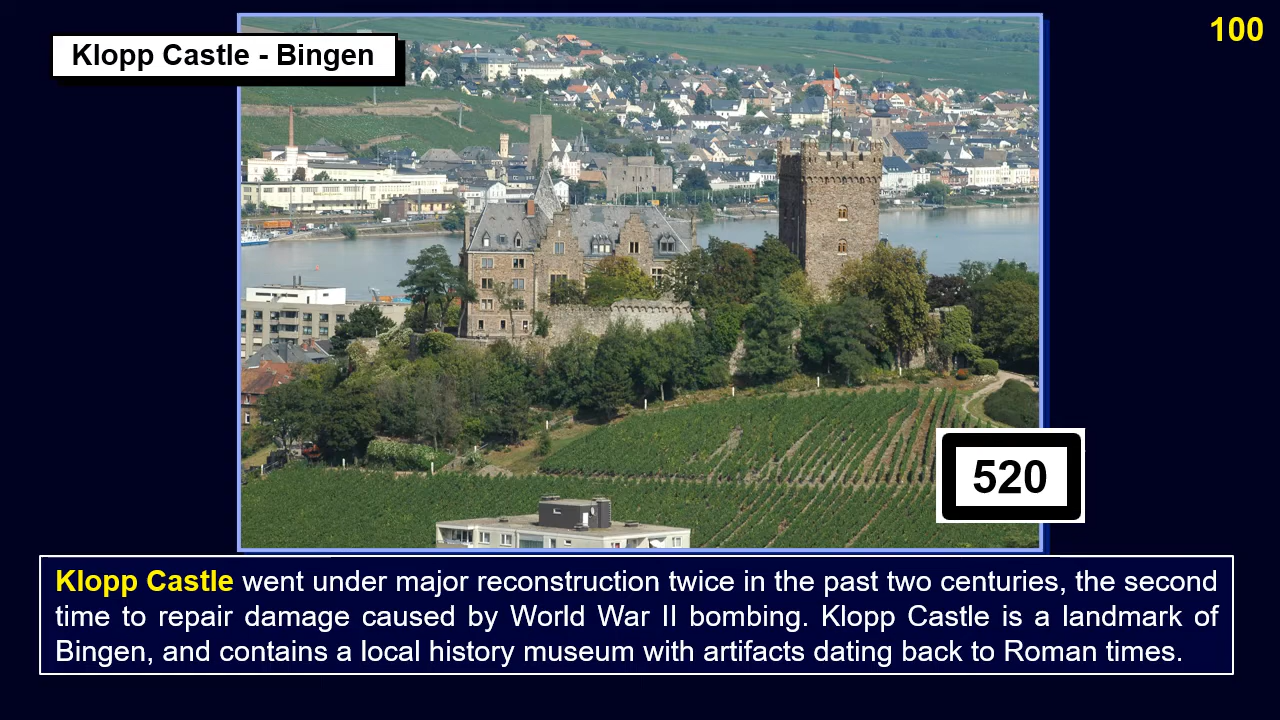 Klopp Castle - Bingen
100
520
Klopp Castle went under major reconstruction twice in the past two centuries, the second
time to repair damage caused by World War II bombing. Klopp Castle is a landmark of
Bingen, and contains a local history museum with artifacts dating back to Roman times.